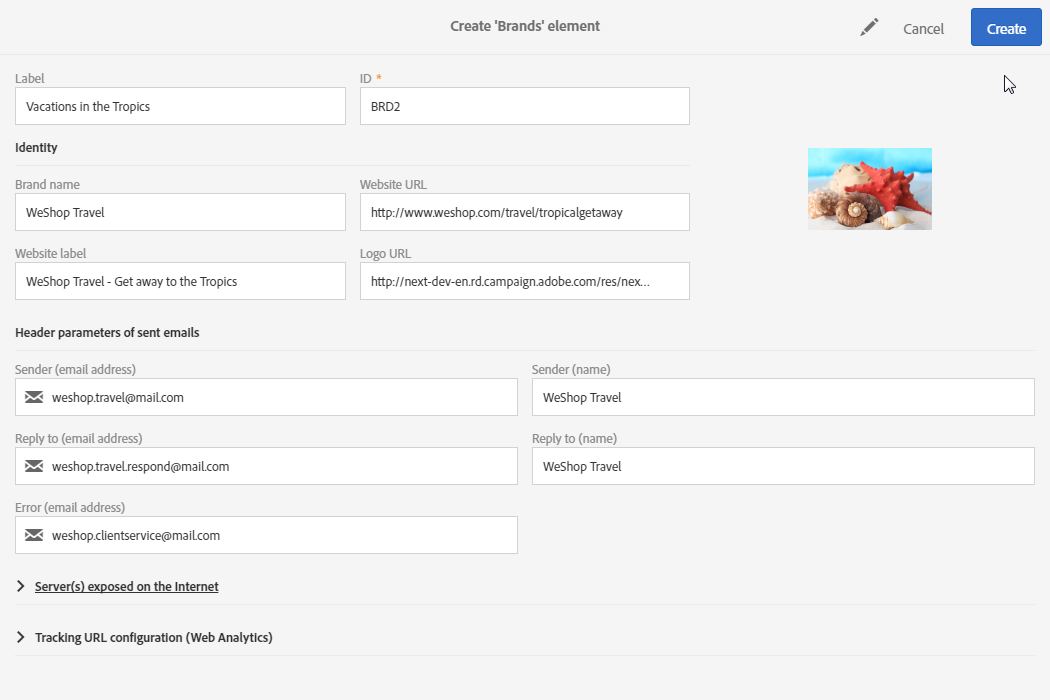 Create 'Brands' element
Cancel
Create
Label
ID *
Vacations in the Tropics
BRD2
Identity
Brand name
Website URL
WeShop Travel
http://www.weshop.com/travel/tropicalgetaway
Website label
Logo URL
WeShop Travel - Get away to the Tropics
http://next-dev-en.rd.campaign.adobe.com/res/nex...
Header parameters of sent emails
Sender (email address)
Sender (name)
weshop.travel@mail.com
WeShop Travel
Reply to (email address)
Reply to (name)
weshop.travel.respond@mail.com
WeShop Travel
Error (email address)
weshop.clientservice@mail.com
Server(s) exposed on the Internet
Tracking URL configuration (Web Analytics)